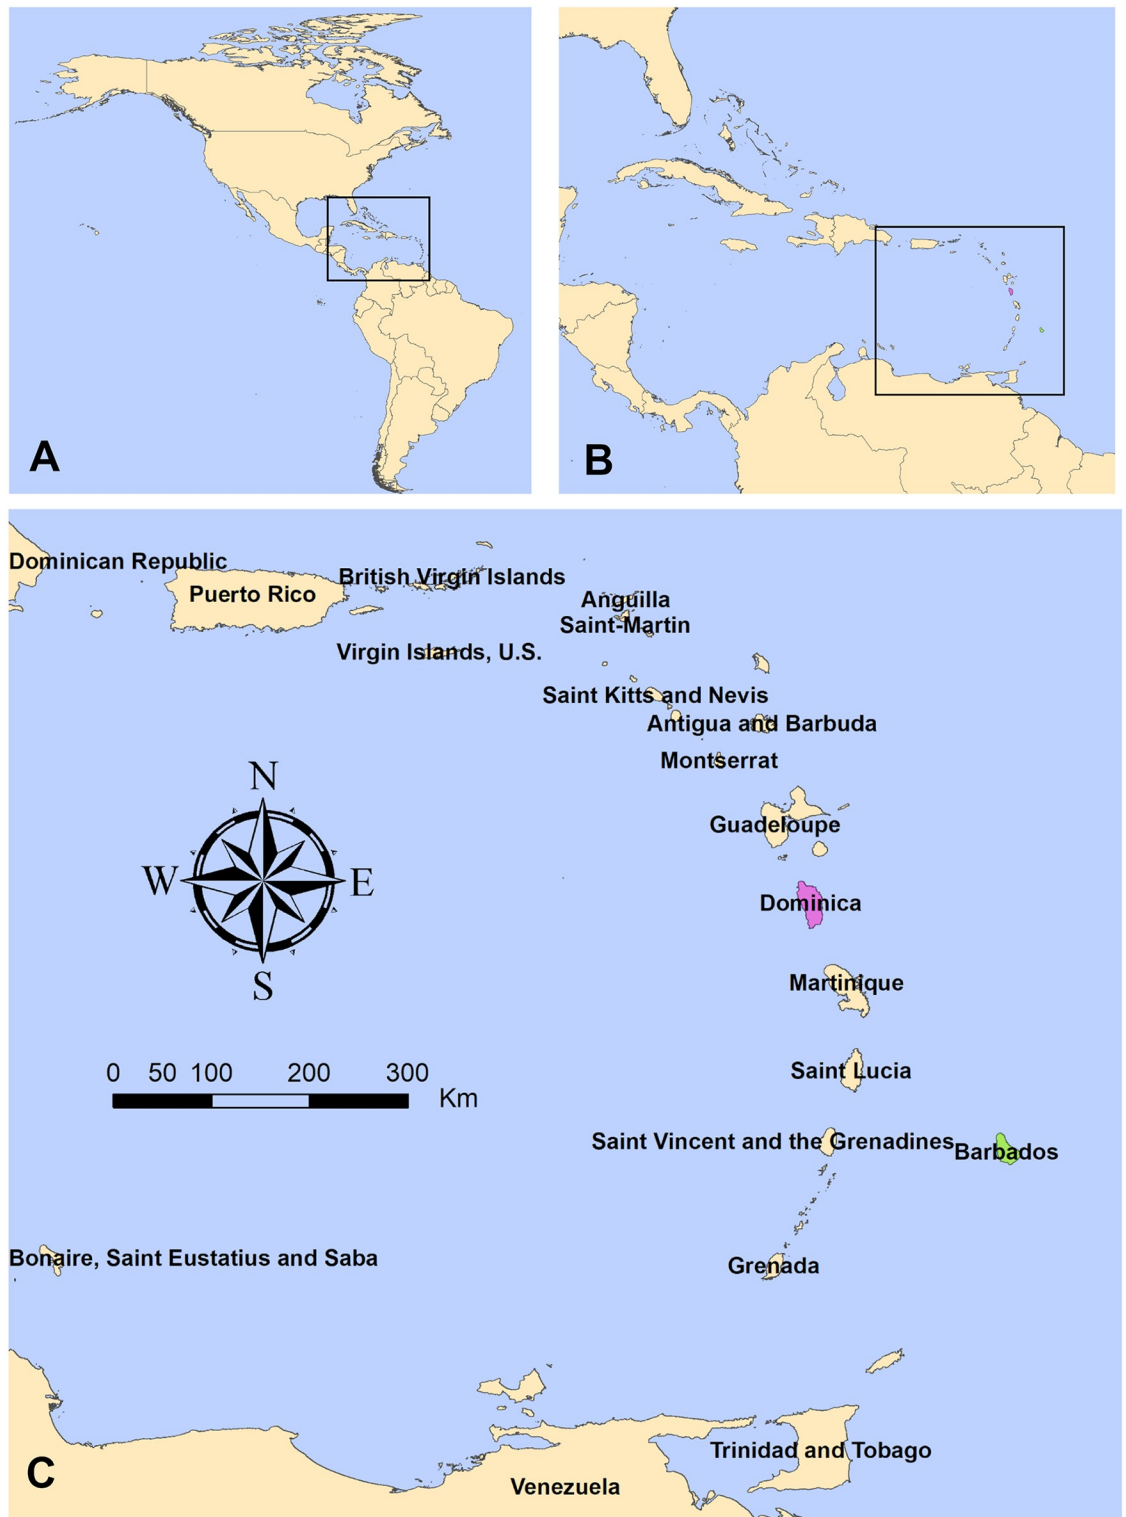 A
B
Dominican Republic
British Virgin Islands
Puerto Rico
Anguilla
Saint-Martin
Virgin Islands, U.S.
Saint Kitts and Nevis
Antigua and Barbuda
Montserrat
N
Guadeloupe
W E
Dominica
S
Martinique
0 50 100 200 300
Km
Saint Lucia
Saint Vincent and the Grenadines
Barbados
Bonaire, Saint Eustatius and Saba
Grenada
Trinidad and Tobago
C
Venezuela